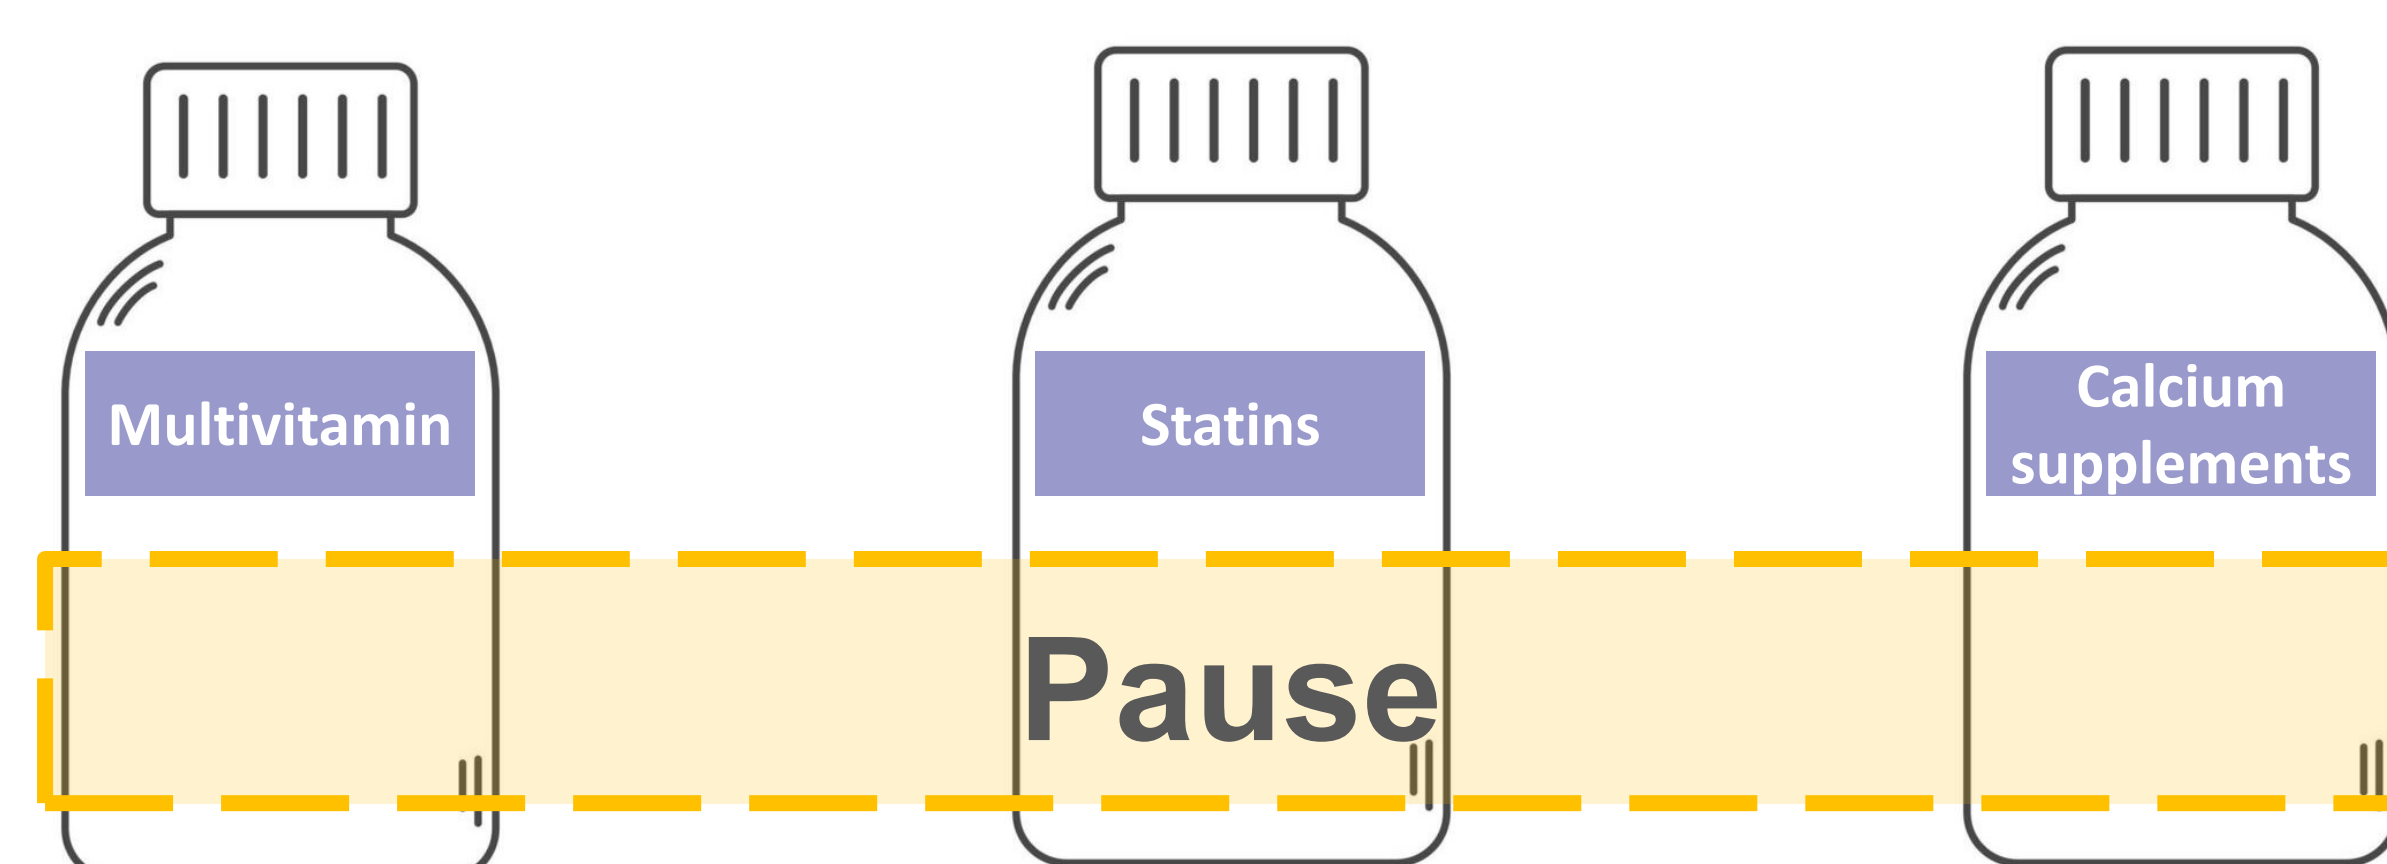 Multivitamin
Statins
Calcium
supplements
Pause